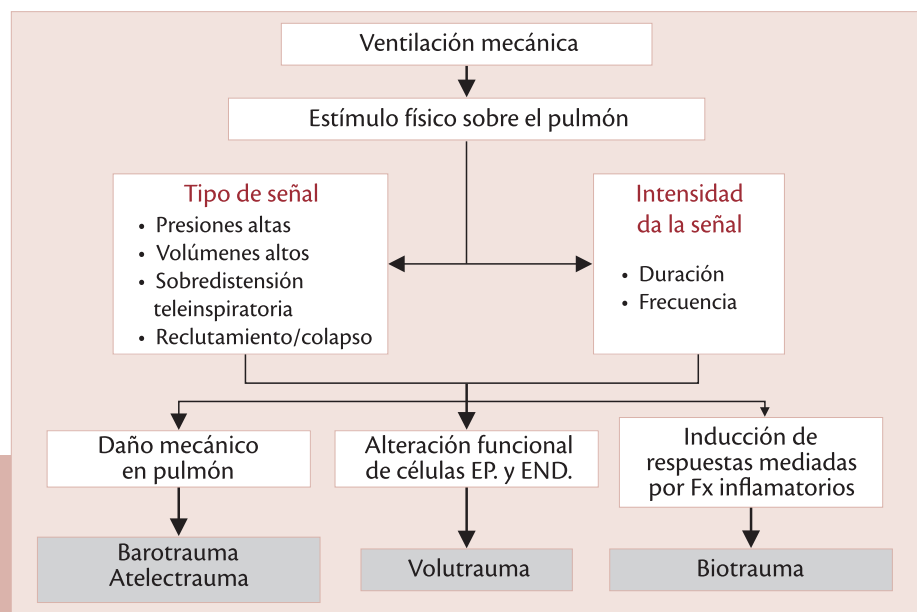 Ventilación mecánica
Estímulo físico sobre el pulmón
Tipo de señal
• Presiones altas
• Volúmenes altos
• Sobredistensión
teleinspiratoria
• Reclutamiento/colapso
Intensidad
da la señal
• Duración
• Frecuencia
Daño mecánico
en pulmón
Alteración funcional
de células EP. y END.
Inducción de
respuestas mediadas
por Fx inflamatorios
Barotrauma
Atelectrauma
Volutrauma
Biotrauma